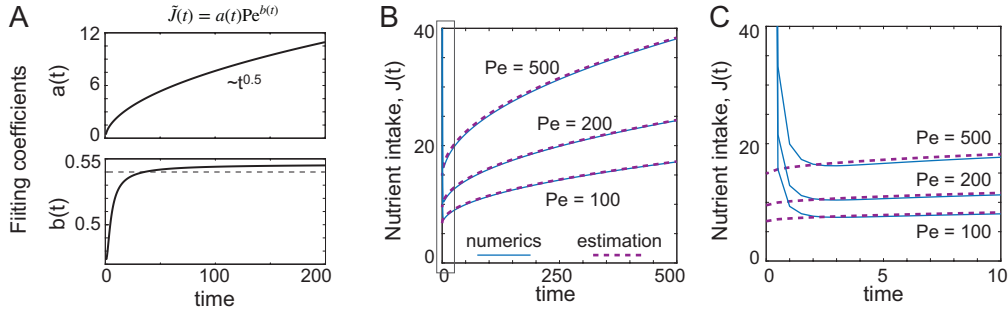 A
J̃(t) = a(t)Pe^b(t)
Fiiting coefficients
a(t)
12
6
0
~t^0.5
b(t)
0.55
0.5
0 100 200
time
B
Nutrient intake, J(t)
40
20
0
Pe = 500
Pe = 200
Pe = 100
numerics estimation
0 250 500
time
C
Nutrient intake, J(t)
40
20
0
Pe = 500
Pe = 200
Pe = 100
0 5 10
time